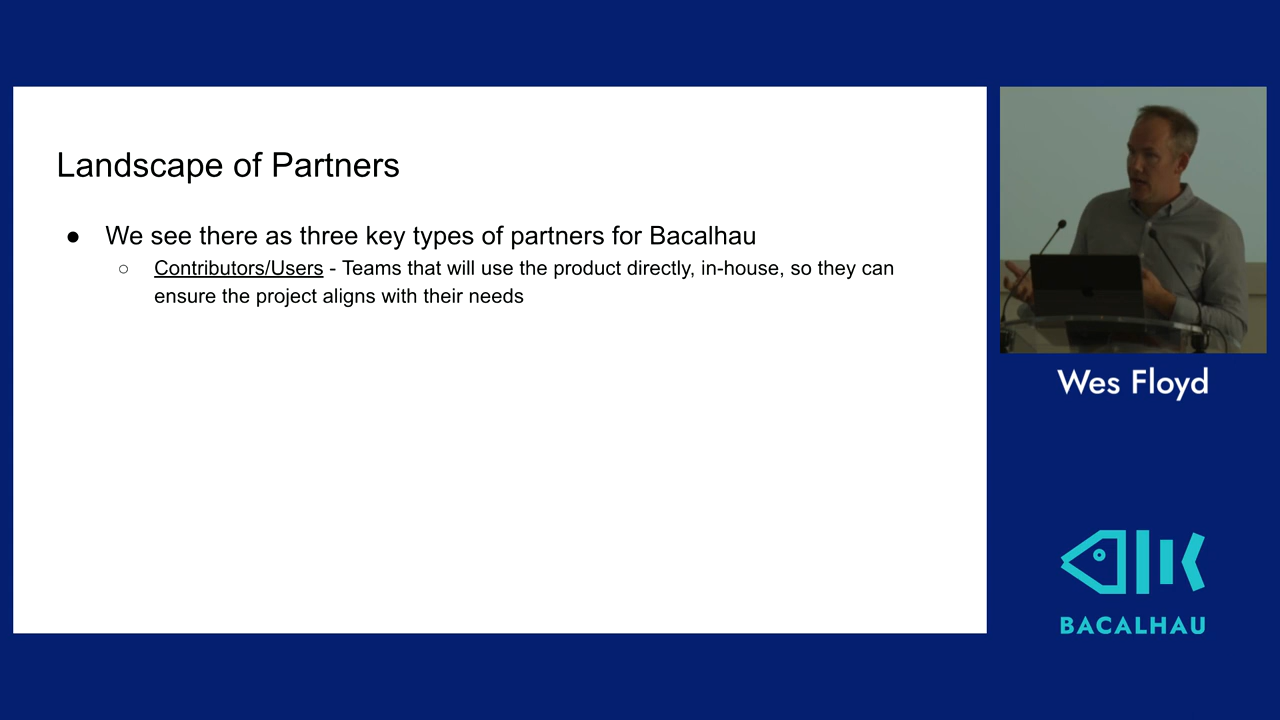 Landscape of Partners
● We see there as three key types of partners for Bacalhau
○ Contributors/Users - Teams that will use the product directly, in-house, so they can
ensure the project aligns with their needs
Wes Floyd
BACALHAU